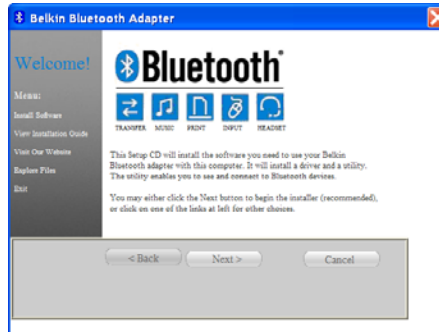 Belkin Bluetooth Adapter
Welcome!
Menu:
Install Software
View Installation Guide
Visit Our Website
Explore Files
Exit
Bluetooth®
TRANSFER MUSIC PRINT INPUT HEADSET
This Setup CD will install the software you need to use your Belkin
Bluetooth adapter with this computer. It will install a driver and a utility.
The utility enables you to see and connect to Bluetooth devices.
You may either click the Next button to begin the installer (recommended),
or click on one of the links at left for other choices.
< Back Next > Cancel